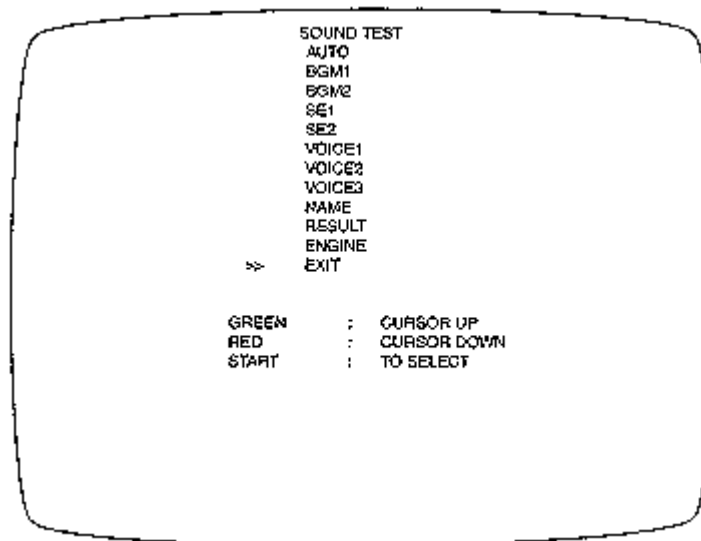 SOUND TEST
AUTO
BGM1
BGM2
SE1
SE2
VOICE1
VOICE2
VOICE3
NAME
RESULT
ENGINE
>> EXIT
GREEN : CURSOR UP
RED : CURSOR DOWN
START : TO SELECT